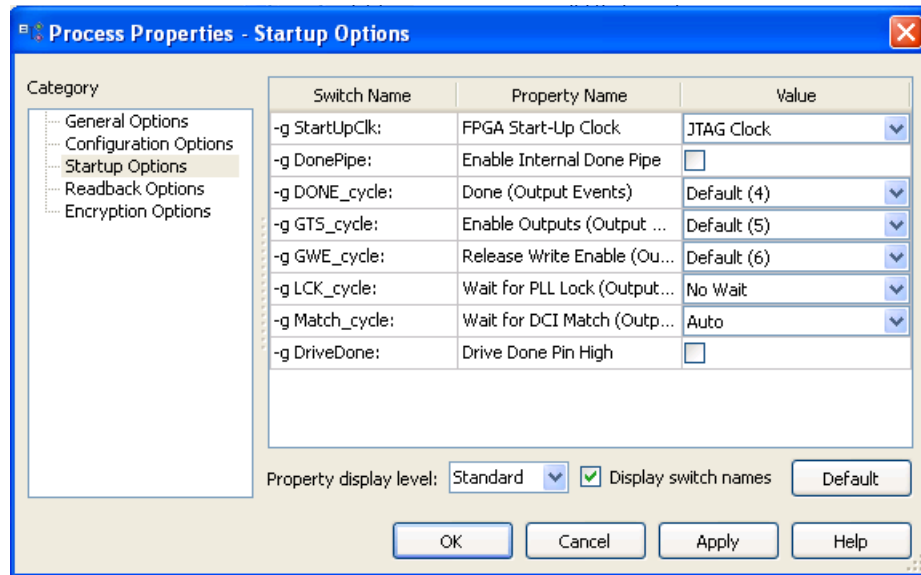 Process Properties - Startup Options
Category
General Options
Configuration Options
Startup Options
Readback Options
Encryption Options
Switch Name Property Name Value
-g StartUpClk: FPGA Start-Up Clock JTAG Clock
-g DonePipe: Enable Internal Done Pipe
-g DONE_cycle: Done (Output Events) Default (4)
-g GTS_cycle: Enable Outputs (Output ... Default (5)
-g GWE_cycle: Release Write Enable (Ou... Default (6)
-g LCK_cycle: Wait for PLL Lock (Output... No Wait
-g Match_cycle: Wait for DCI Match (Outp... Auto
-g DriveDone: Drive Done Pin High
Property display level: Standard Display switch names Default
OK Cancel Apply Help